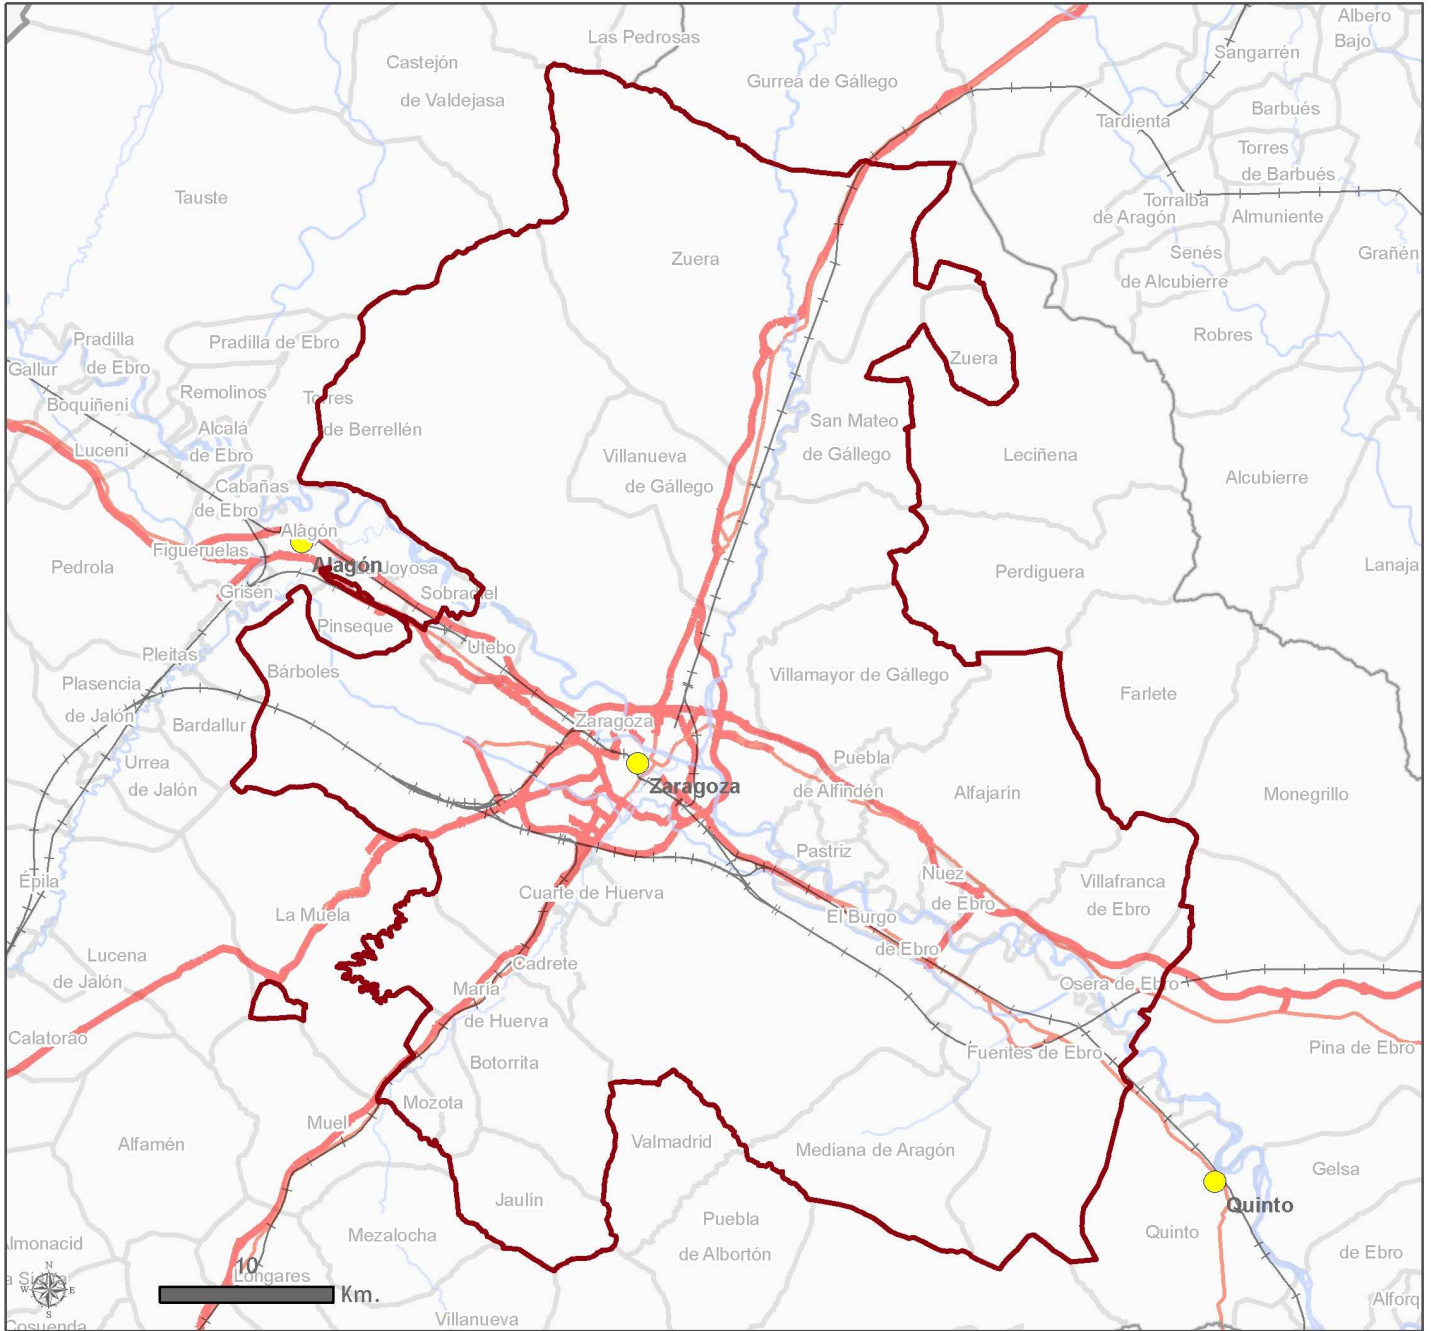 Albero
Bajo
Las Pedrosas
Sangarrén
Castejón
de Valdejasa
Gurrea de Gállego
Barbués
Tardienta
Torres
de Barbués
Tauste
Torralba
de Aragón
Almuniente
Senés
de Alcubierre
Grañén
Zuera
Robres
Pradilla
de Ebro
Pradilla de Ebro
Zuera
Gallur
Remolinos
Boquiñeni
Torres
de Berrellén
Alcalá
de Ebro
San Mateo
de Gállego
Luceni
Villanueva
de Gállego
Leciñena
Alcubierre
Cabañas
de Ebro
Alagón
Figueruelas
Alagón
Pedrola
Perdiguera
Lanaja
Grisén
Sobradiel
Pinseque
Utebo
Pleitas
Bárboles
Villamayor de Gállego
Plasencia
de Jalón
Farlete
Bardallur
Zaragoza
Urrea
de Jalón
Puebla
de Alfindén
Zaragoza
Alfajarín
Monegrillo
Pastriz
Épila
Nuez
de Ebro
Villafranca
de Ebro
Cuarte de Huerva
La Muela
El Burgo
de Ebro
Lucena
de Jalón
Cadrete
María
de Huerva
Osera de Ebro
Calatorao
Fuentes de Ebro
Pina de Ebro
Botorrita
Mozota
Muel
Alfamén
Valmadrid
Mediana de Aragón
Gelsa
Jaulín
Quinto
Puebla
de Albortón
Quinto
Mezalocha
de Ebro
lmonacid
10
Longares
Km.
N
W
E
S
Alforq
Villanueva
Cosuenda